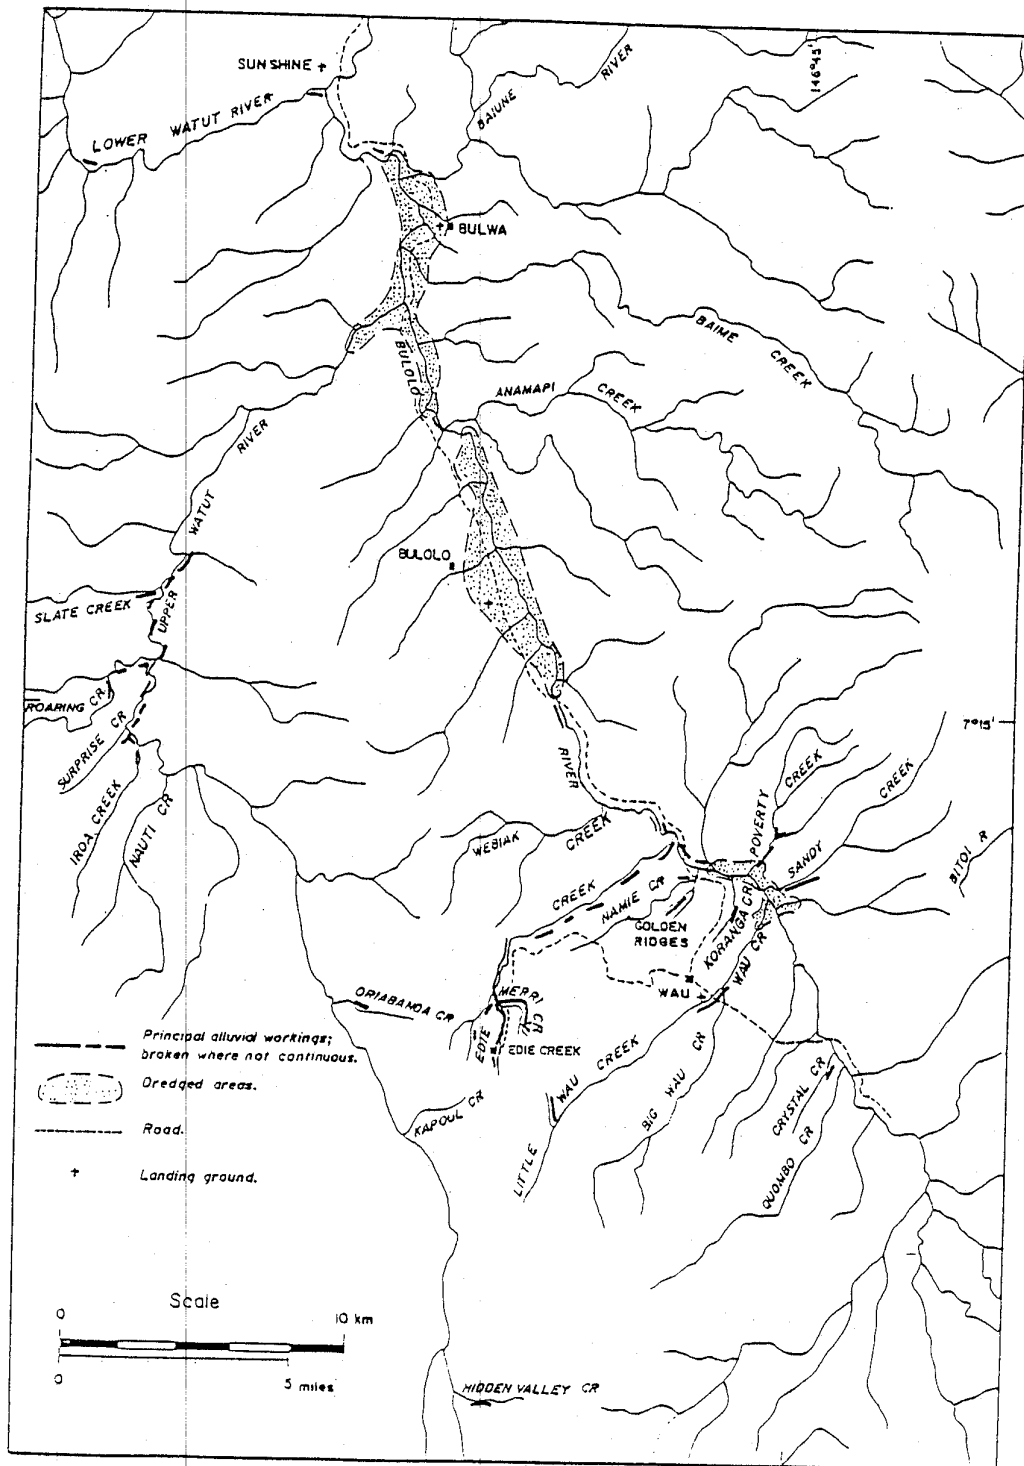 SUNSHINE
LOWER WATUT RIVER
BAIUNE RIVER
146°45'
BULWA
BAIME CREEK
BULOLO
ANAMAPI CREEK
WATUT RIVER
BULOLO
SLATE CREEK
UPPER
ROARING CR
SURPRISE CR
7°15'
RIVER
IROA CREEK
NAUTI CR
WEBIAK CREEK
POVERTY CREEK
SANDY CREEK
BITOI R
CREEK
NAMIE CR
GOLDEN
RIDGES
KORANGA CR
WAU CR
WAU
ORIABANDA CR
MERRI CR
EDIE
EDIE CREEK
KAPOUL CR
LITTLE WAU CREEK
BIG WAU CR
CRYSTAL CR
QUOMBO CR
Principal alluvial workings;
broken where not continuous.
Dredged areas.
Road.
Landing ground.
Scale
0 10 km
0 5 miles
HIDDEN VALLEY CR